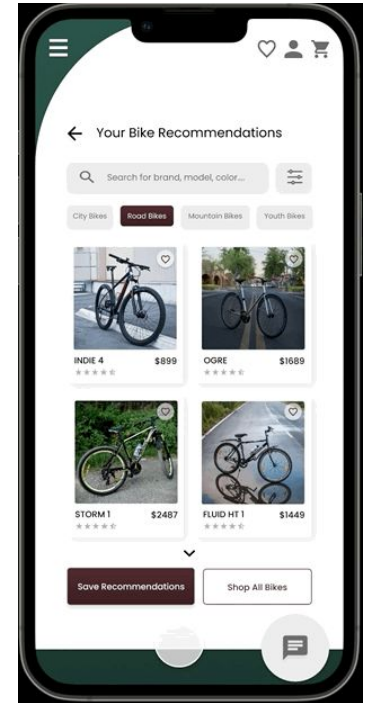 Your Bike Recommendations
Search for brand, model, color...
City Bikes Road Bikes Mountain Bikes Youth Bikes
INDIE 4 $899
OGRE $1689
STORM 1 $2487
FLUID HT 1 $1449
Save Recommendations Shop All Bikes